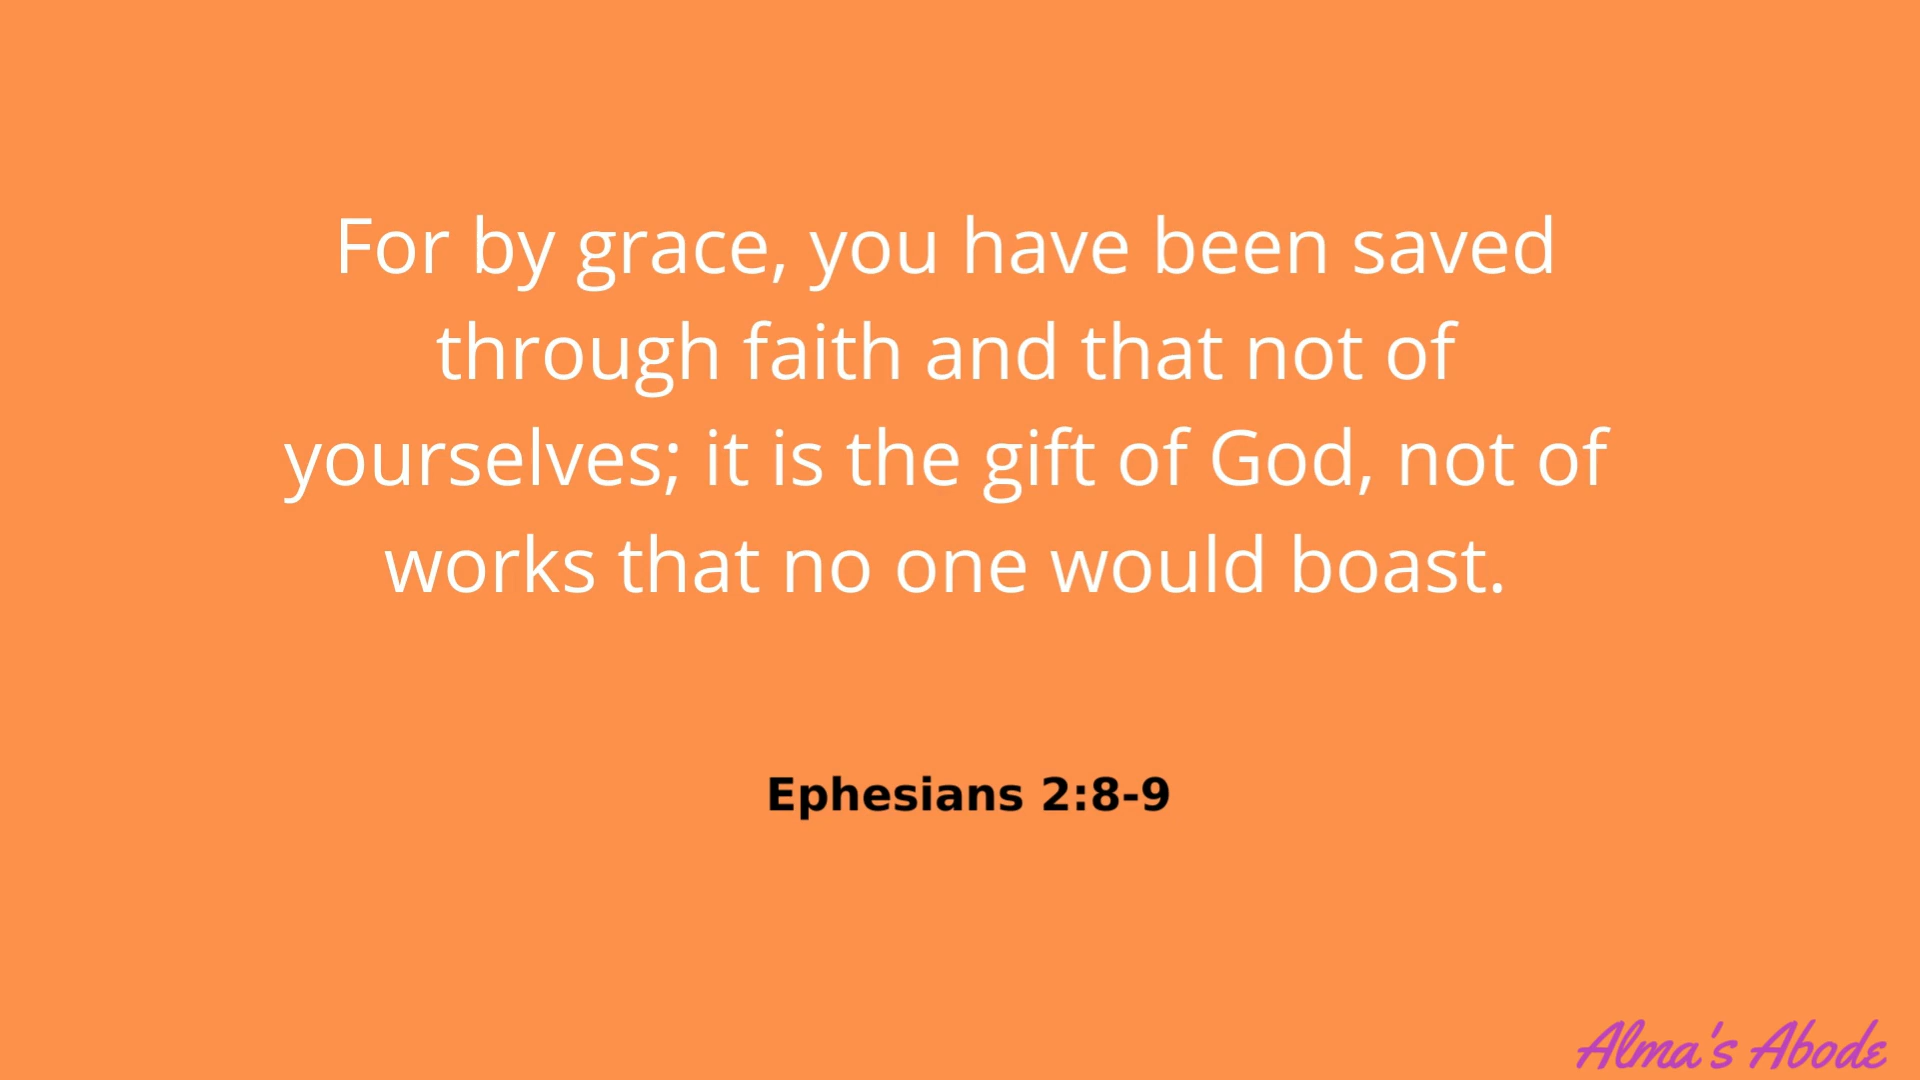 For by grace, you have been saved
through faith and that not of
yourselves; it is the gift of God, not of
works that no one would boast.
Ephesians 2:8-9
Alma's Abode